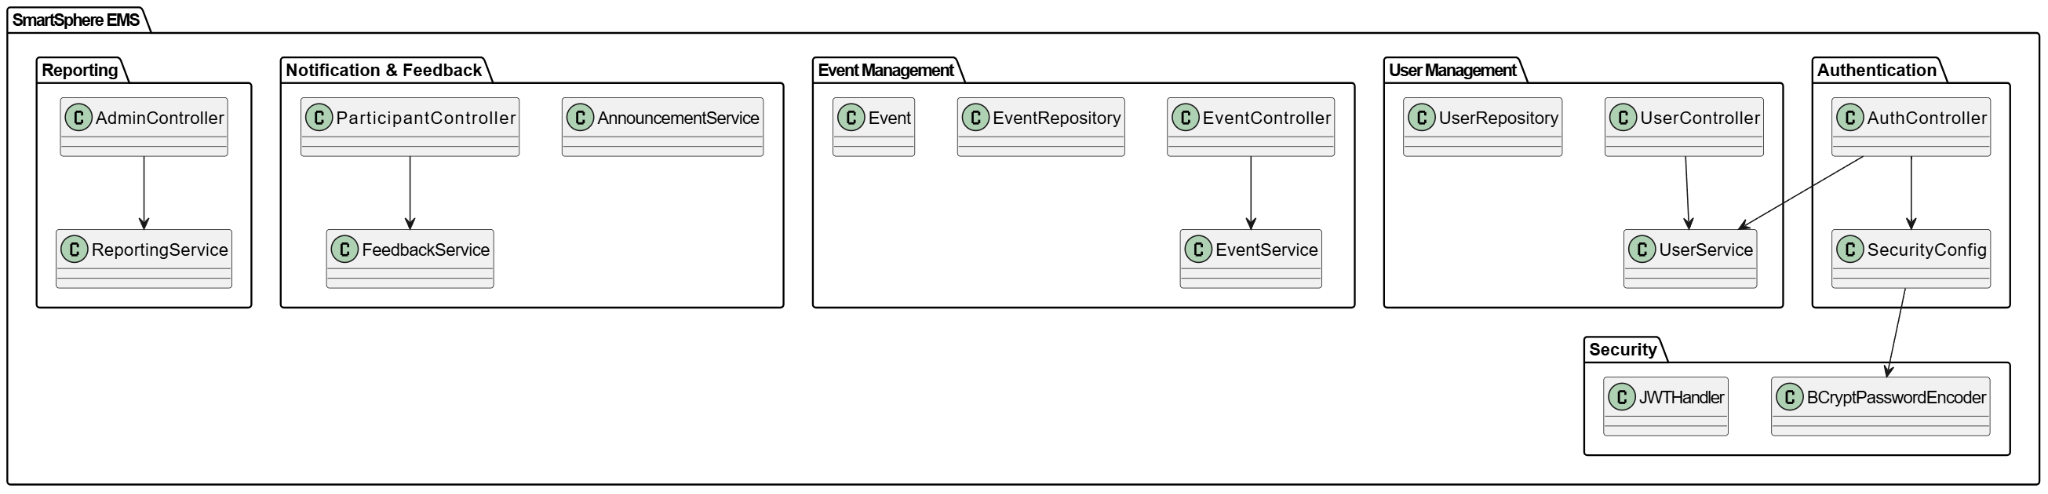 SmartSphere EMS
Reporting
C AdminController
C ReportingService
Notification & Feedback
C ParticipantController
C AnnouncementService
C FeedbackService
Event Management
C Event
C EventRepository
C EventController
C EventService
User Management
C UserRepository
C UserController
C UserService
Authentication
C AuthController
C SecurityConfig
Security
C JWTHandler
C BCryptPasswordEncoder